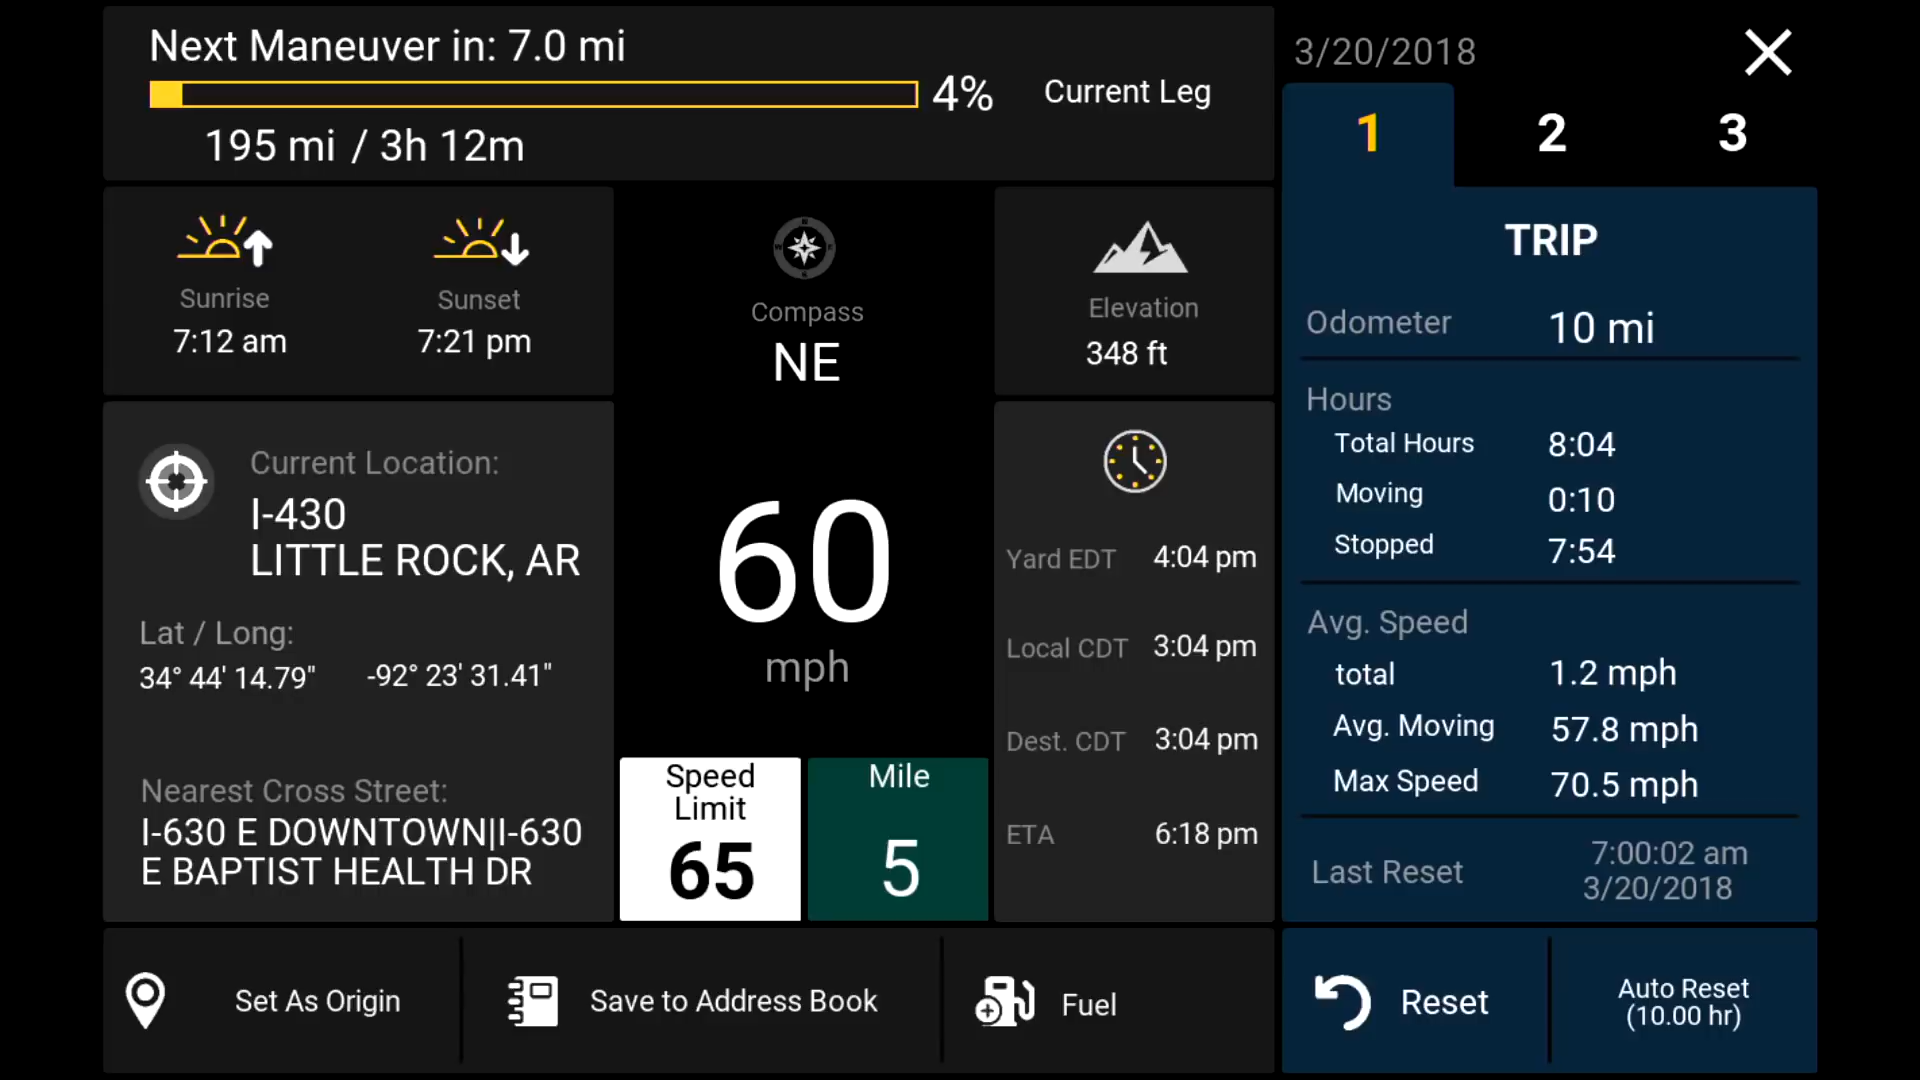 Next Maneuver in: 7.0 mi
4%
Current Leg
195 mi / 3h 12m
3/20/2018
1
2
3
Sunrise
7:12 am
Sunset
7:21 pm
Compass
NE
Elevation
348 ft
Current Location:
I-430
LITTLE ROCK, AR
Lat / Long:
34° 44' 14.79"
-92° 23' 31.41"
Nearest Cross Street:
I-630 E DOWNTOWN|I-630
E BAPTIST HEALTH DR
60
mph
Speed
Limit
65
Mile
5
Yard EDT 4:04 pm
Local CDT 3:04 pm
Dest. CDT 3:04 pm
ETA 6:18 pm
TRIP
Odometer 10 mi
Hours
Total Hours 8:04
Moving 0:10
Stopped 7:54
Avg. Speed
total 1.2 mph
Avg. Moving 57.8 mph
Max Speed 70.5 mph
Last Reset
7:00:02 am
3/20/2018
Set As Origin
Save to Address Book
Fuel
Reset
Auto Reset
(10.00 hr)